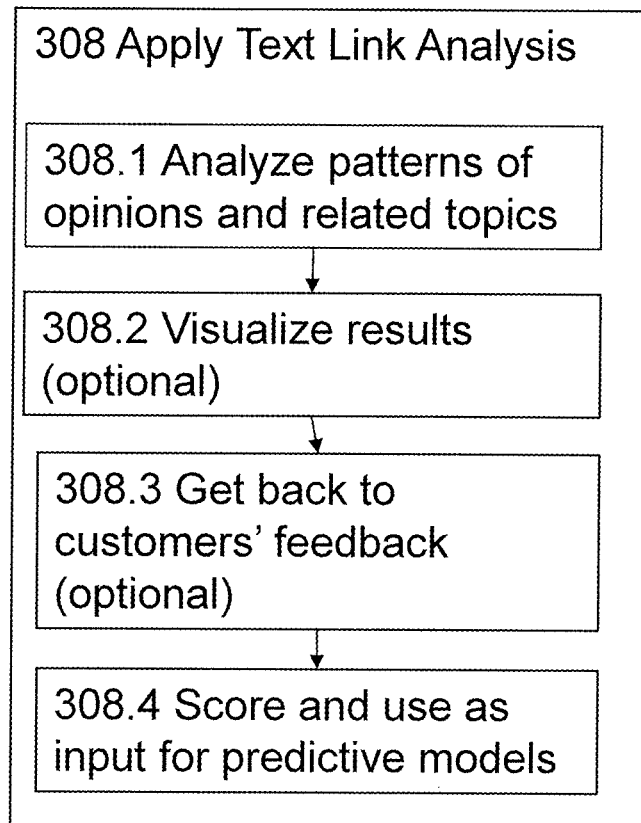 308 Apply Text Link Analysis
308.1 Analyze patterns of
opinions and related topics
308.2 Visualize results
(optional)
308.3 Get back to
customers’ feedback
(optional)
308.4 Score and use as
input for predictive models